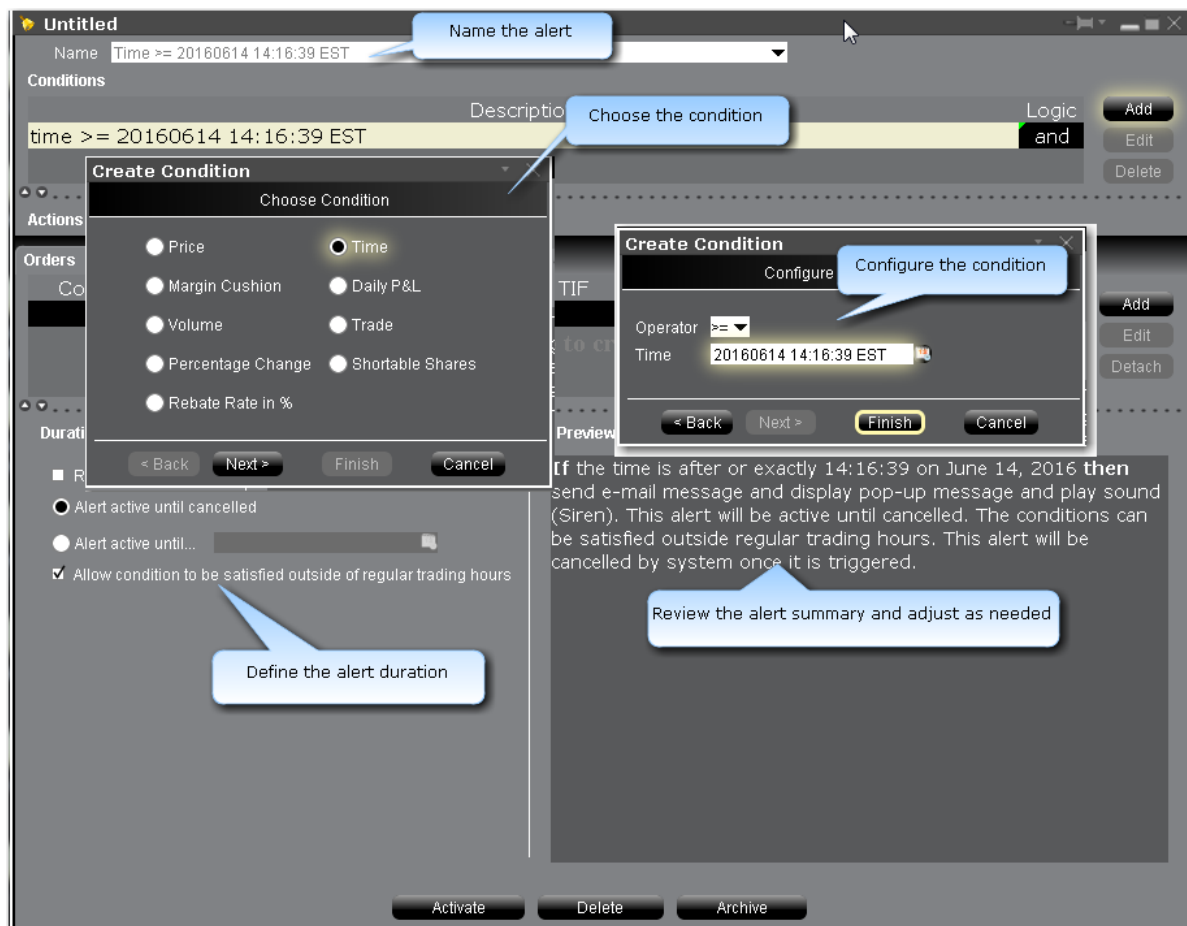 Untitled
Name the alert
Name Time >= 20160614 14:16:39 EST
Conditions
Descriptio Logic Add
Choose the condition
time >= 20160614 14:16:39 EST and Edit
Delete
Create Condition
Choose Condition
Price Time
Margin Cushion Daily P&L
Volume Trade
Percentage Change Shortable Shares
Rebate Rate in %
< Back Next > Finish Cancel
Actions
Create Condition
Configure
Configure the condition
Operator >=
Time 20160614 14:16:39 EST
< Back Next > Finish Cancel
Orders
Co TIF
to cr
Add
Edit
Detach
Durati
R
Alert active until cancelled
Alert active until...
Allow condition to be satisfied outside of regular trading hours
Define the alert duration
Preview
If the time is after or exactly 14:16:39 on June 14, 2016 then
send e-mail message and display pop-up message and play sound
(Siren). This alert will be active until cancelled. The conditions can
be satisfied outside regular trading hours. This alert will be
cancelled by system once it is triggered.
Review the alert summary and adjust as needed
Activate Delete Archive